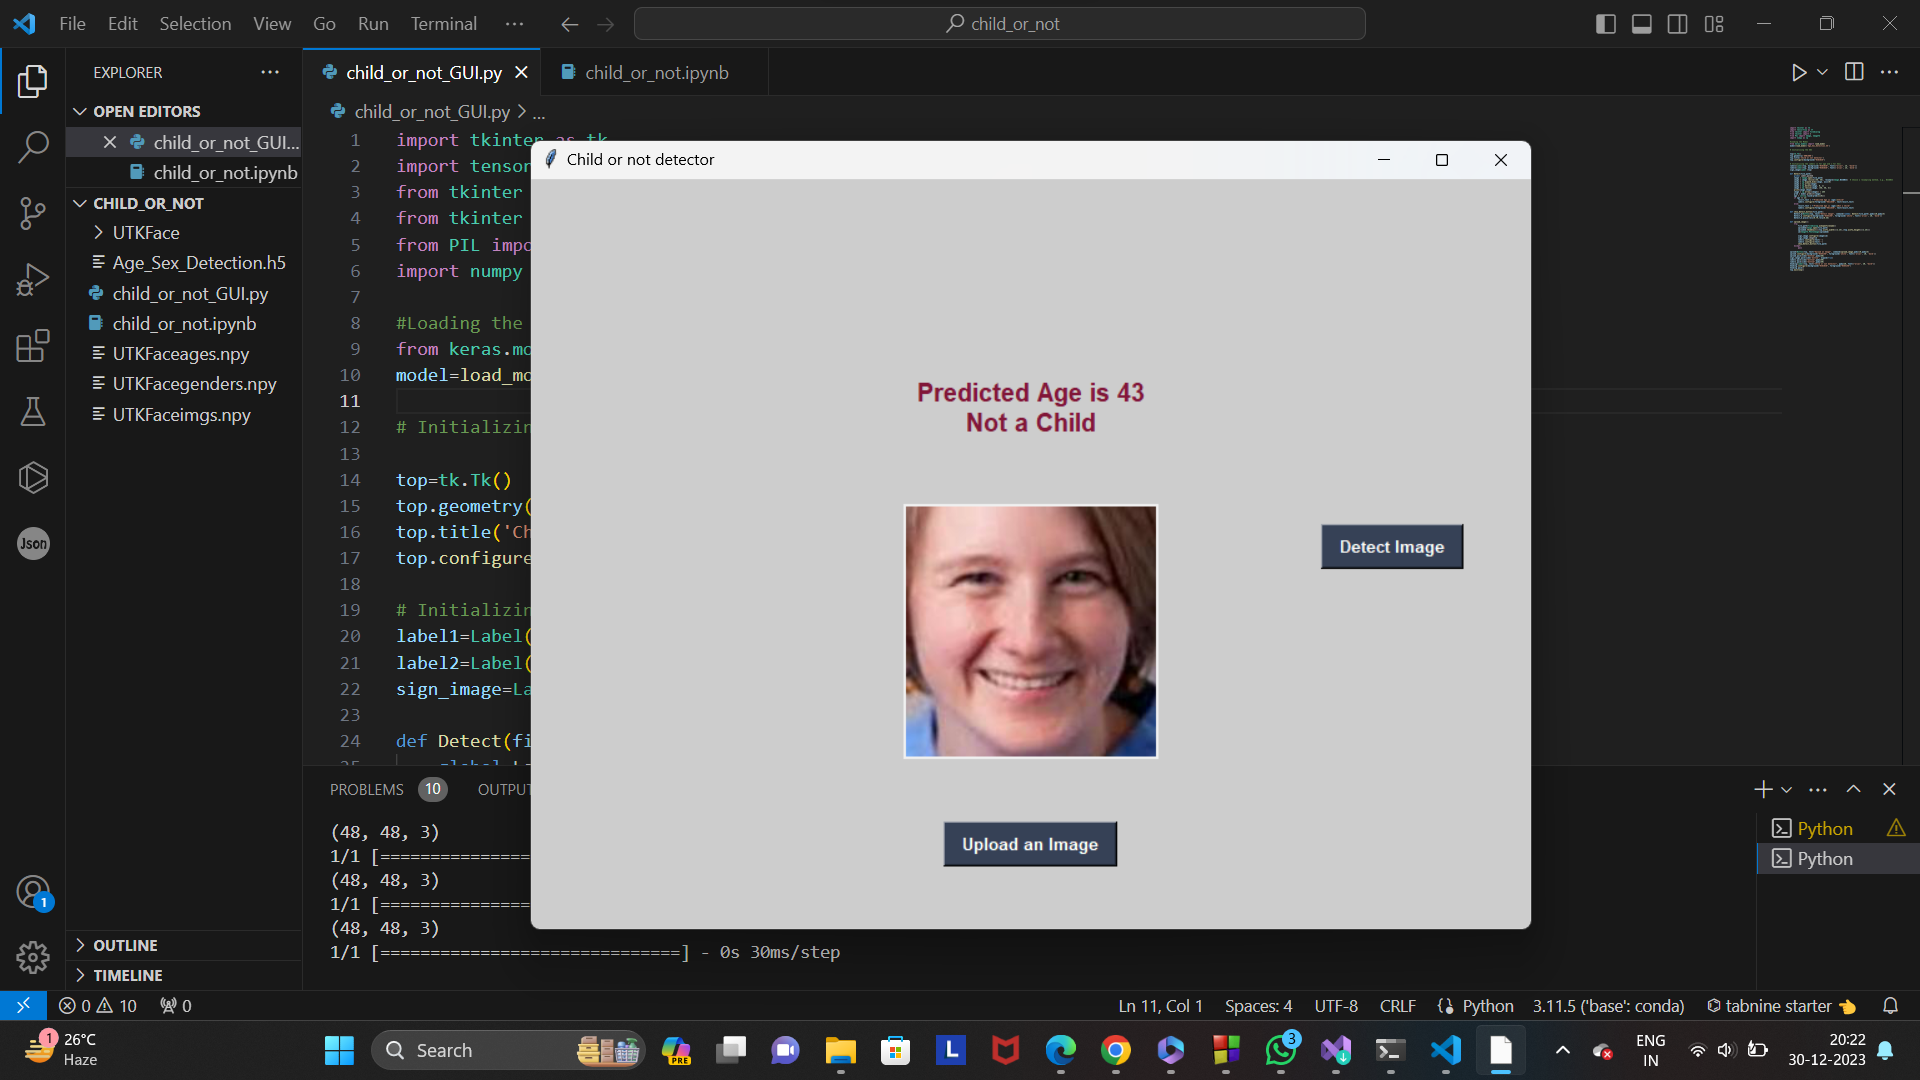 File Edit Selection View Go Run Terminal ...
child_or_not
EXPLORER
OPEN EDITORS
child_or_not_GUI...
child_or_not.ipynb
CHILD_OR_NOT
UTKFace
Age_Sex_Detection.h5
child_or_not_GUI.py
child_or_not.ipynb
UTKFaceages.npy
UTKFacegenders.npy
UTKFaceimgs.npy
OUTLINE
TIMELINE
Json
1
child_or_not_GUI.py
child_or_not.ipynb
child_or_not_GUI.py > ...
1 import tkinter as tk
2 import tensor
3 from tkinter
4 from tkinter
5 from PIL impo
6 import numpy
7
8 #Loading the
9 from keras.mo
10 model=load_mo
11
12 # Initializin
13
14 top=tk.Tk()
15 top.geometry(
16 top.title('Ch
17 top.configure
18
19 # Initializin
20 label1=Label(
21 label2=Label(
22 sign_image=La
23
24 def Detect(fi
Child or not detector
Predicted Age is 43
Not a Child
Detect Image
Upload an Image
PROBLEMS 10 OUTPU
(48, 48, 3)
1/1 [===============
(48, 48, 3)
1/1 [===============
(48, 48, 3)
1/1 [==============================] - 0s 30ms/step
Python
Python
0 10 0
Ln 11, Col 1 Spaces: 4 UTF-8 CRLF Python 3.11.5 ('base': conda) tabnine starter
1
26°C
Haze
Search
PRE
L
3
ENG
IN
20:22
30-12-2023